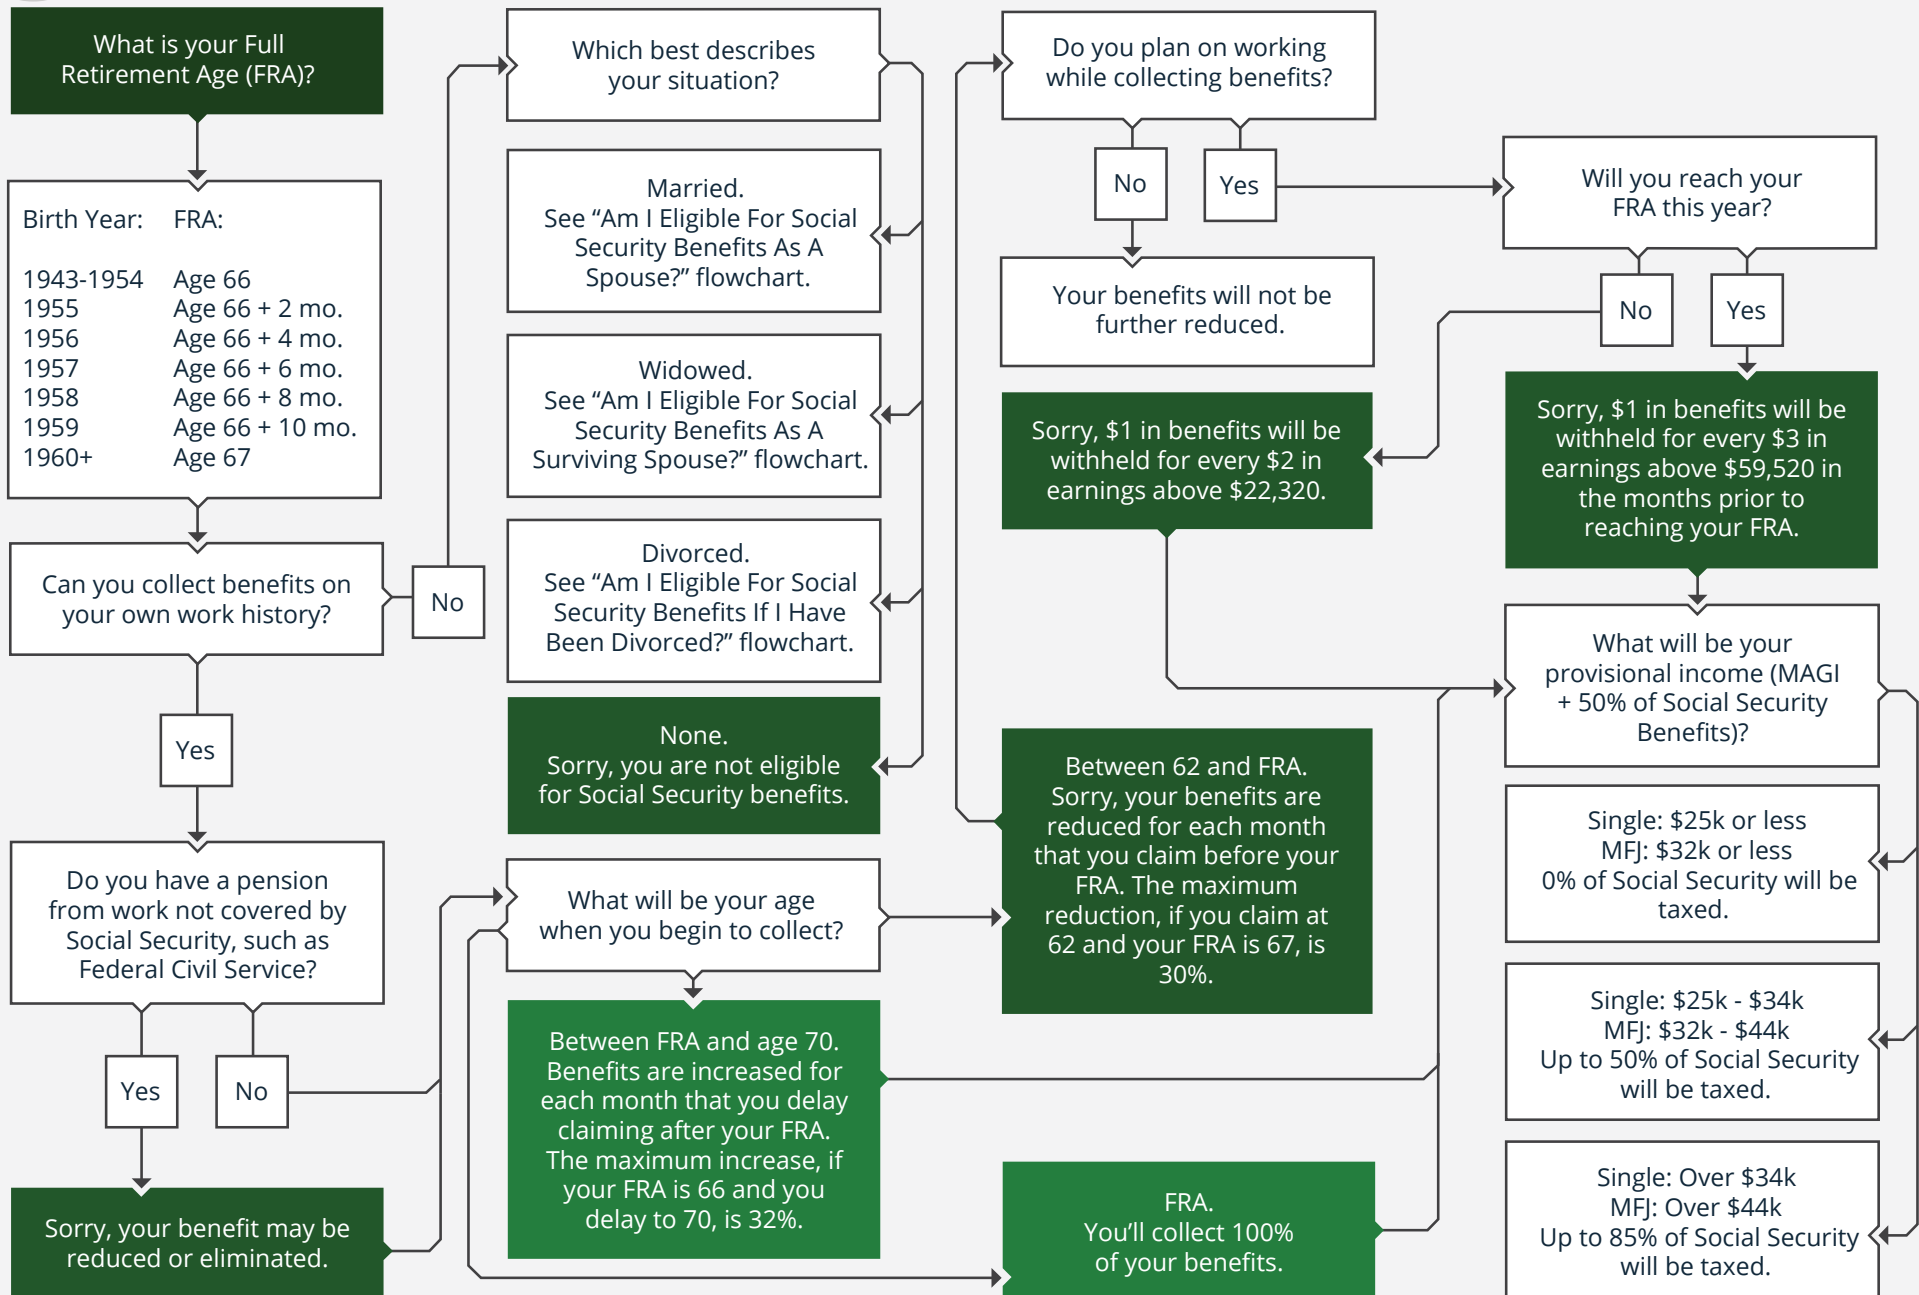 What is your Full
Retirement Age (FRA)?
Birth Year: FRA:
1943-1954 Age 66
1955 Age 66 + 2 mo.
1956 Age 66 + 4 mo.
1957 Age 66 + 6 mo.
1958 Age 66 + 8 mo.
1959 Age 66 + 10 mo.
1960+ Age 67
Can you collect benefits on
your own work history?
No
Yes
Do you have a pension
from work not covered by
Social Security, such as
Federal Civil Service?
Yes
No
Sorry, your benefit may be
reduced or eliminated.
Which best describes
your situation?
Married.
See “Am I Eligible For Social
Security Benefits As A
Spouse?” flowchart.
Widowed.
See “Am I Eligible For Social
Security Benefits As A
Surviving Spouse?” flowchart.
Divorced.
See “Am I Eligible For Social
Security Benefits If I Have
Been Divorced?” flowchart.
None.
Sorry, you are not eligible
for Social Security benefits.
What will be your age
when you begin to collect?
Between FRA and age 70.
Benefits are increased for
each month that you delay
claiming after your FRA.
The maximum increase, if
your FRA is 66 and you
delay to 70, is 32%.
Do you plan on working
while collecting benefits?
No
Yes
Your benefits will not be
further reduced.
Sorry, $1 in benefits will be
withheld for every $2 in
earnings above $22,320.
Between 62 and FRA.
Sorry, your benefits are
reduced for each month
that you claim before your
FRA. The maximum
reduction, if you claim at
62 and your FRA is 67, is
30%.
FRA.
You’ll collect 100%
of your benefits.
Will you reach your
FRA this year?
No
Yes
Sorry, $1 in benefits will be
withheld for every $3 in
earnings above $59,520 in
the months prior to
reaching your FRA.
What will be your
provisional income (MAGI
+ 50% of Social Security
Benefits)?
Single: $25k or less
MFJ: $32k or less
0% of Social Security will be
taxed.
Single: $25k - $34k
MFJ: $32k - $44k
Up to 50% of Social Security
will be taxed.
Single: Over $34k
MFJ: Over $44k
Up to 85% of Social Security
will be taxed.